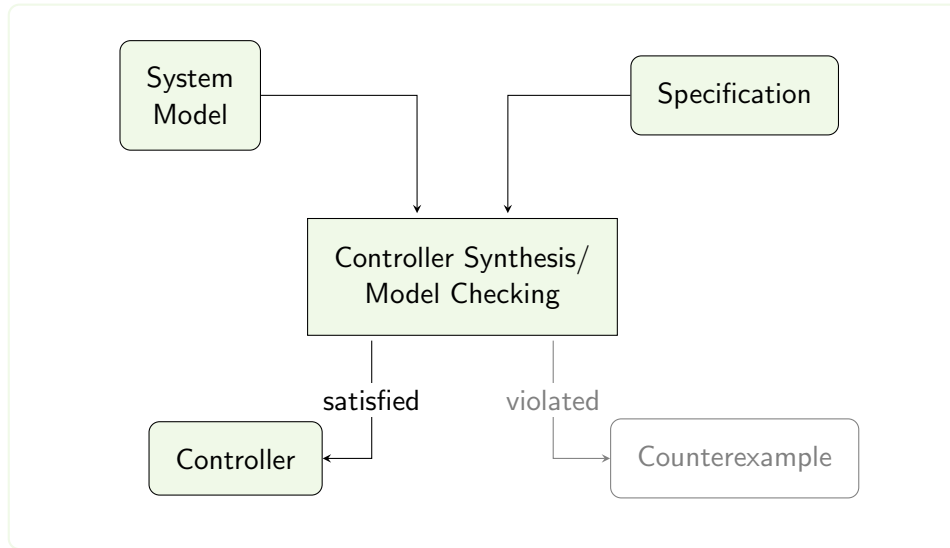 System
Model
Specification
Controller Synthesis/
Model Checking
satisfied
violated
Controller
Counterexample